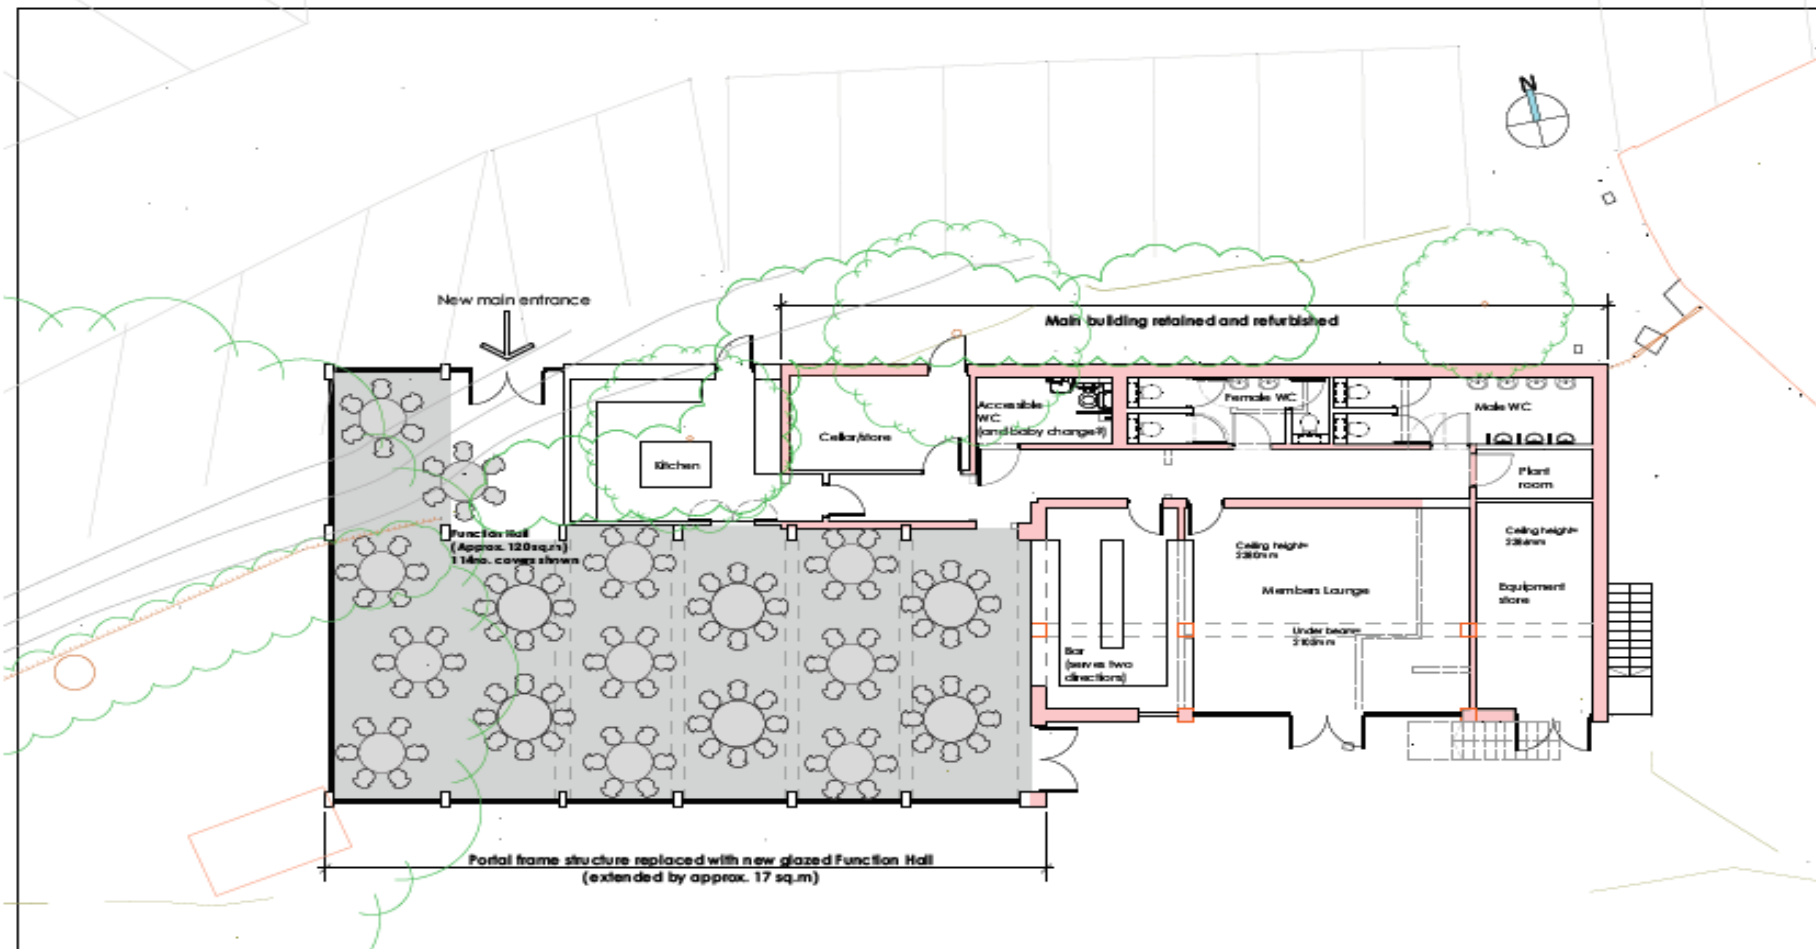 N
New main entrance
Main building retained and refurbished
Accessible
WC
(and baby change?)
Female WC
Male WC
Cellar/store
Kitchen
Plant
room
Function Hall
(Approx. 120sq.m)
114no. covers shown
Ceiling height=
2280mm
Ceiling height=
Members Lounge
Equipment
store
Under beam=
Bar
(serves two
directions)
Portal frame structure replaced with new glazed Function Hall
(extended by approx. 17 sq.m)